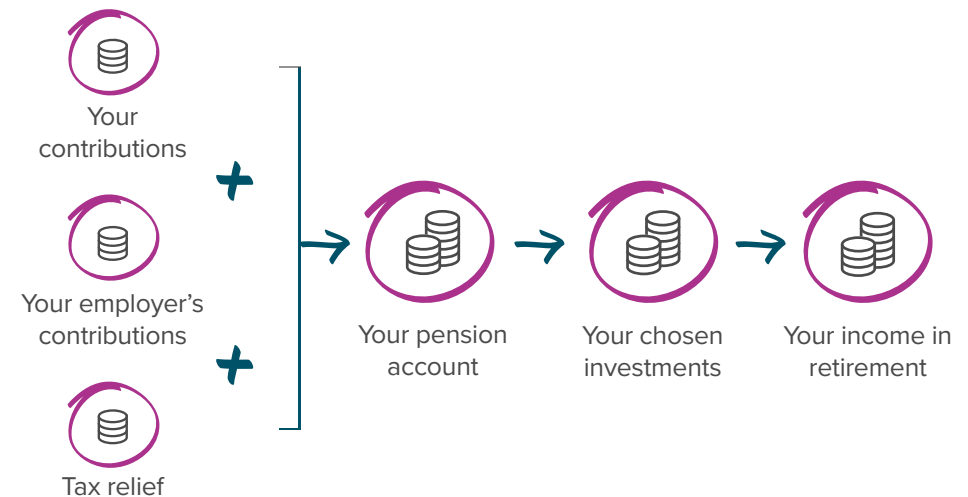 Your
contributions
Your employer’s
contributions
Tax relief
Your pension
account
Your chosen
investments
Your income in
retirement